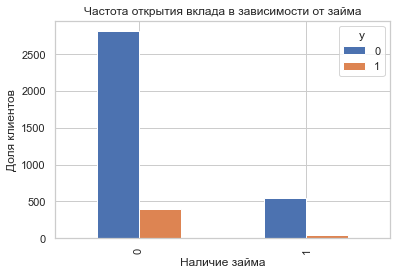 Частота открытия вклада в зависимости от займа
Доля клиентов
2500
2000
1500
1000
500
0
y
0
1
0
1
Наличие займа